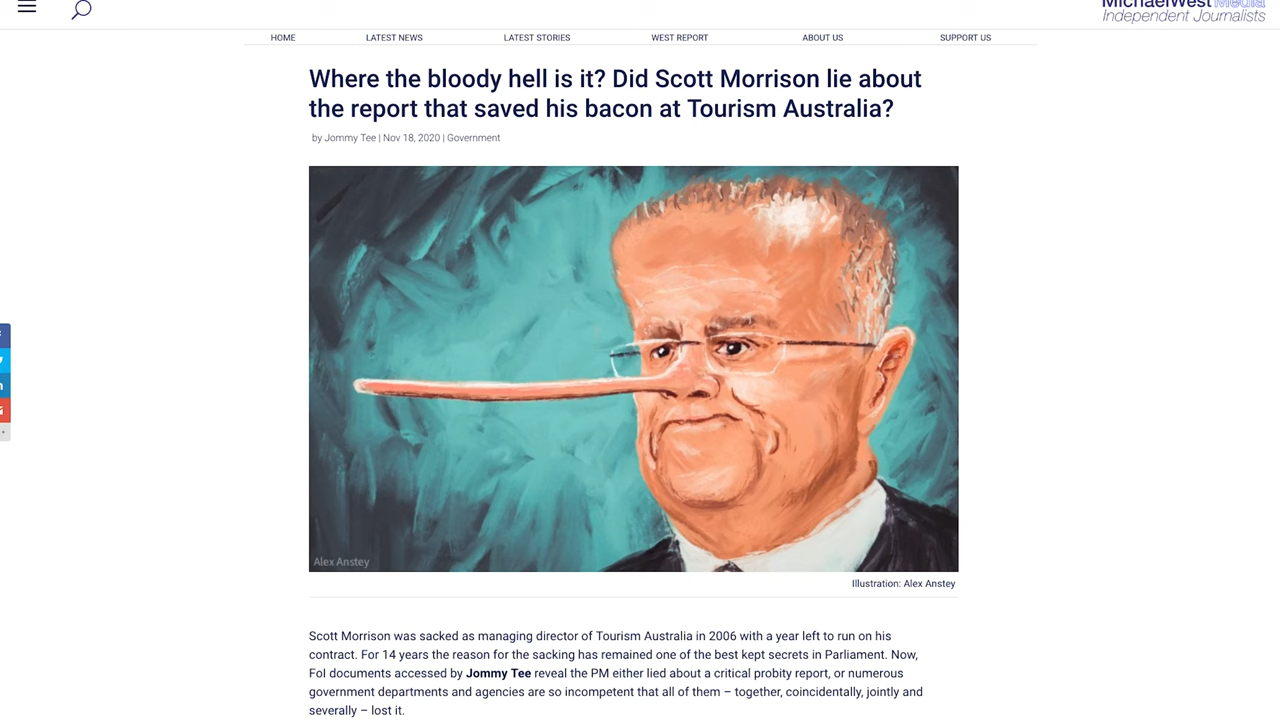 MichaelWest Media
Independent Journalists
HOME LATEST NEWS LATEST STORIES WEST REPORT ABOUT US SUPPORT US
Where the bloody hell is it? Did Scott Morrison lie about
the report that saved his bacon at Tourism Australia?
by Jommy Tee | Nov 18, 2020 | Government
Alex Anstey
Illustration: Alex Anstey
Scott Morrison was sacked as managing director of Tourism Australia in 2006 with a year left to run on his
contract. For 14 years the reason for the sacking has remained one of the best kept secrets in Parliament. Now,
FoI documents accessed by Jommy Tee reveal the PM either lied about a critical probity report, or numerous
government departments and agencies are so incompetent that all of them – together, coincidentally, jointly and
severally – lost it.